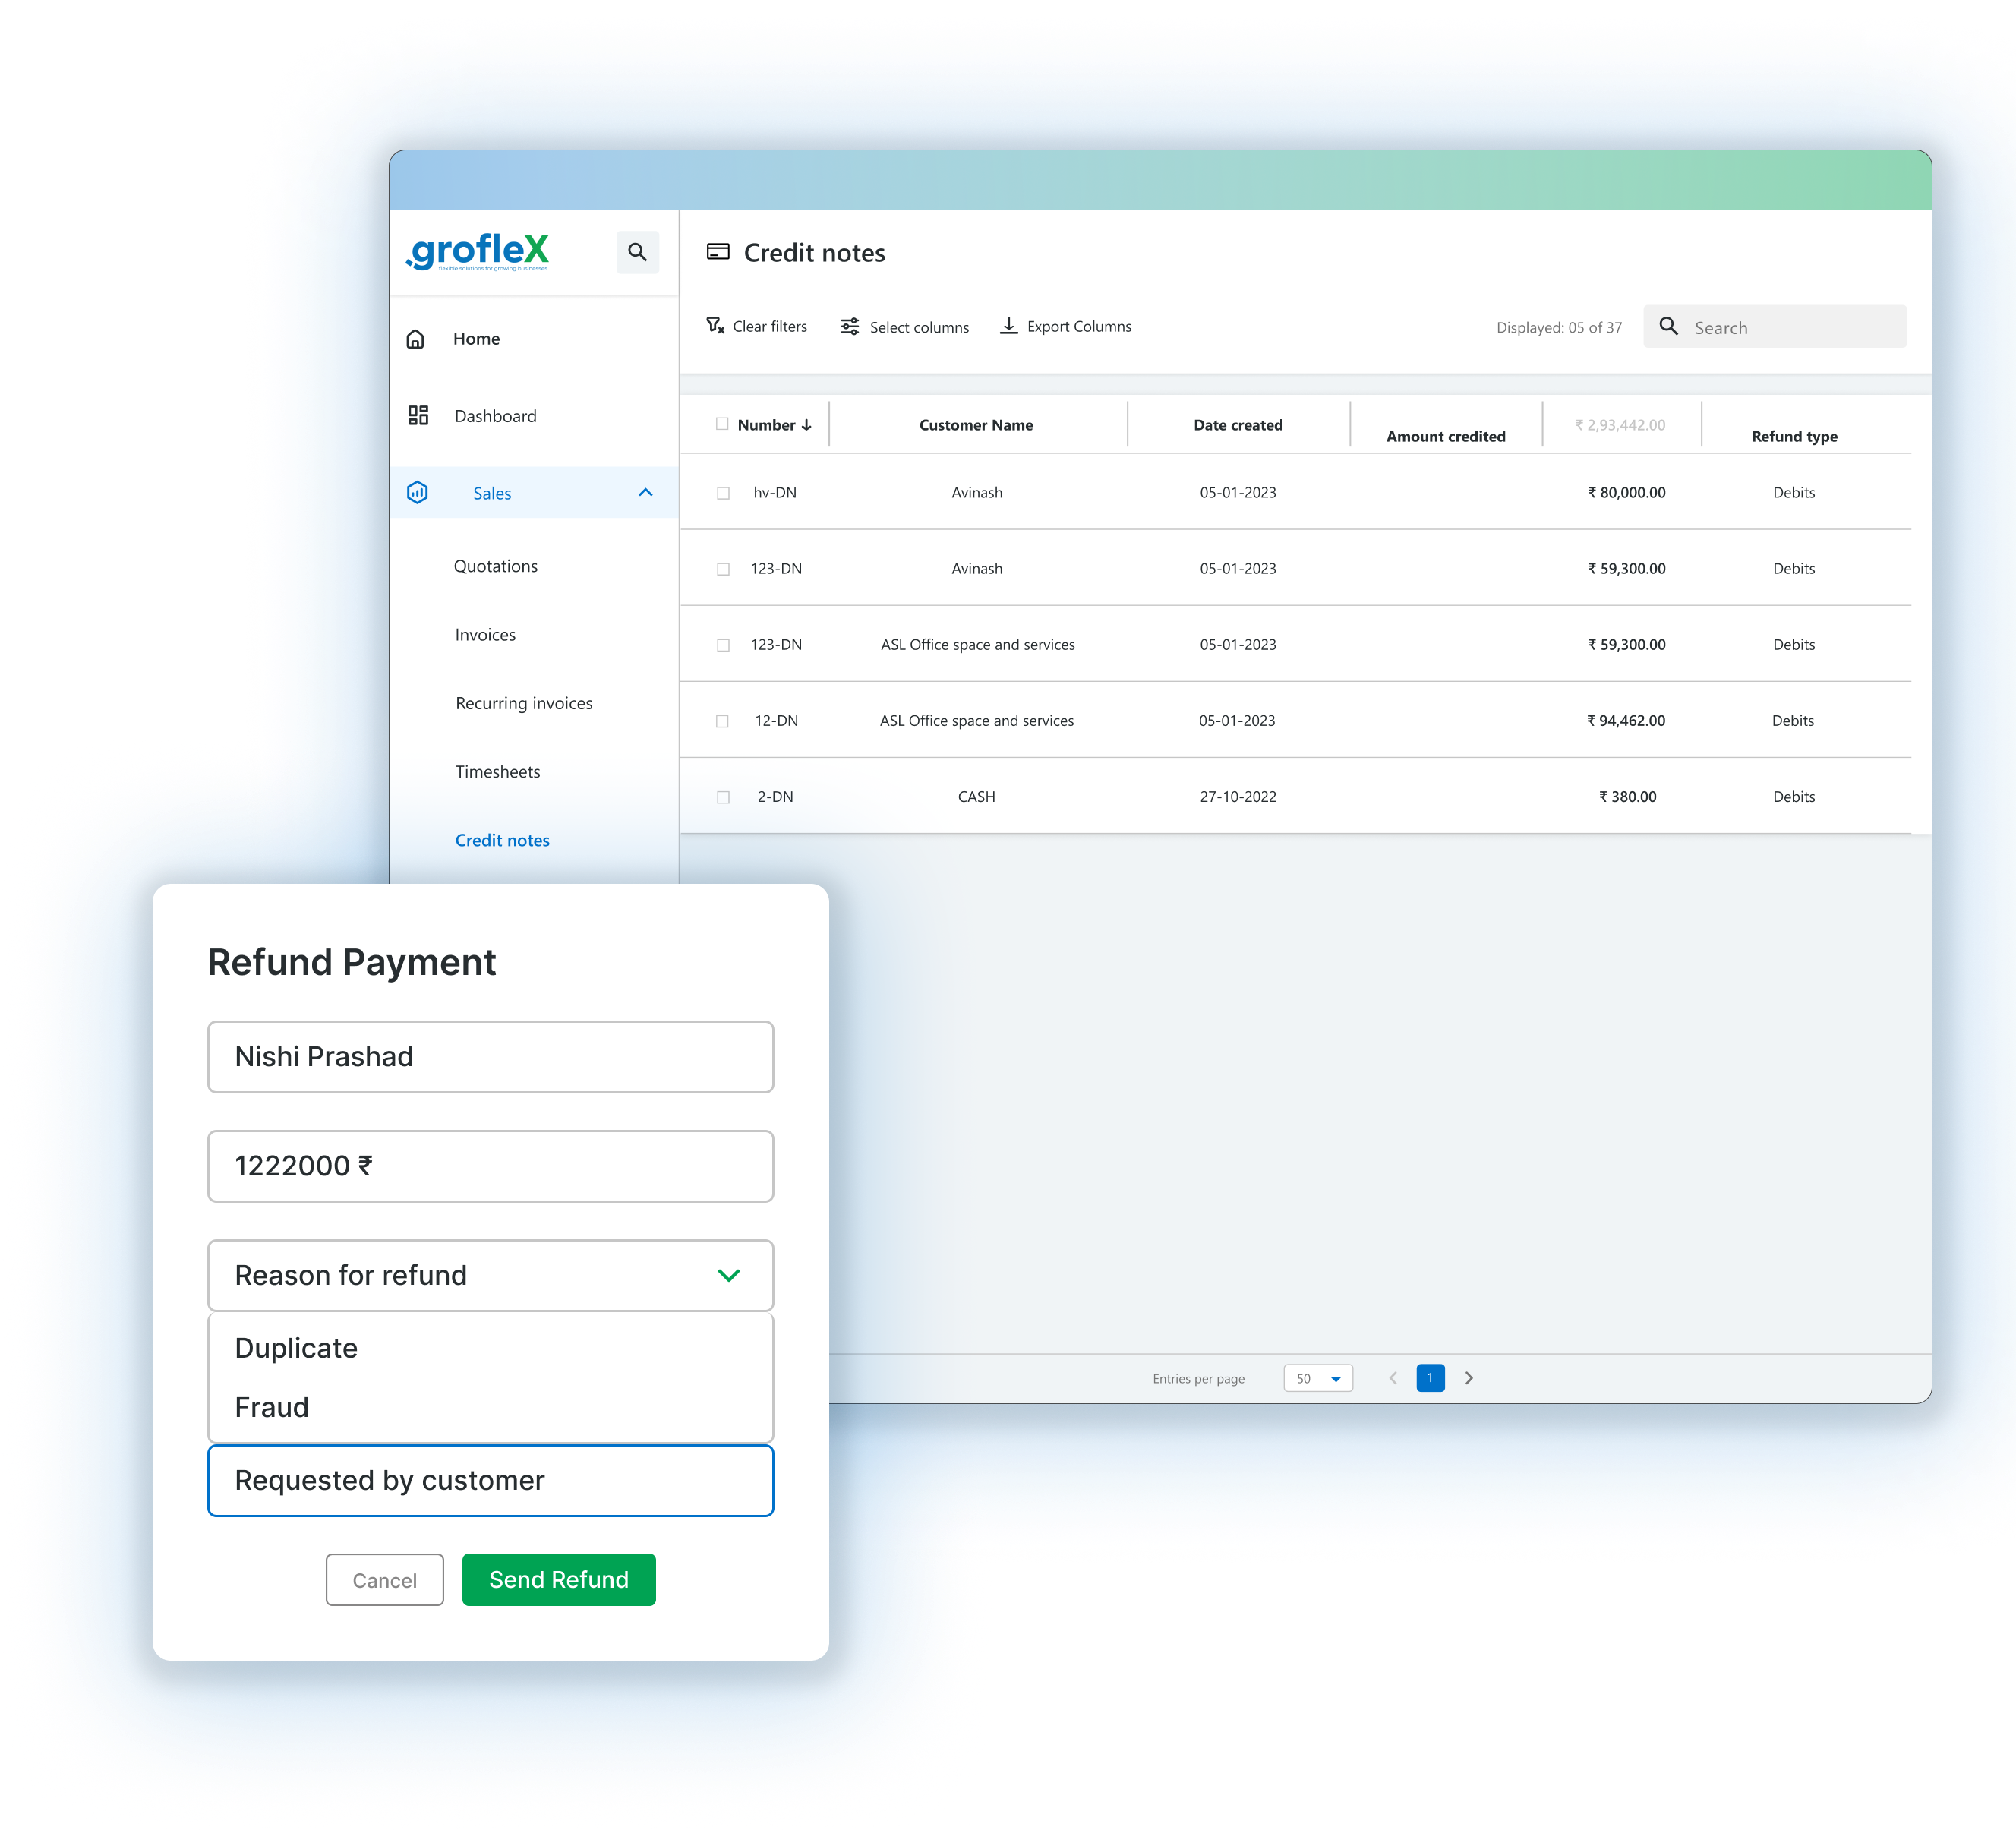 .grofleX
flexible solutions for growing businesses
Credit notes
Clear filters Select columns Export Columns Displayed: 05 of 37 Search
Home
Dashboard
Sales
Quotations
Invoices
Recurring invoices
Timesheets
Credit notes
Number ↓ Customer Name Date created Amount credited ₹ 2,93,442.00 Refund type
hv-DN Avinash 05-01-2023 ₹ 80,000.00 Debits
123-DN Avinash 05-01-2023 ₹ 59,300.00 Debits
123-DN ASL Office space and services 05-01-2023 ₹ 59,300.00 Debits
12-DN ASL Office space and services 05-01-2023 ₹ 94,462.00 Debits
2-DN CASH 27-10-2022 ₹ 380.00 Debits
Entries per page 50 1
Refund Payment
Nishi Prashad
1222000 ₹
Reason for refund
Duplicate
Fraud
Requested by customer
Cancel Send Refund